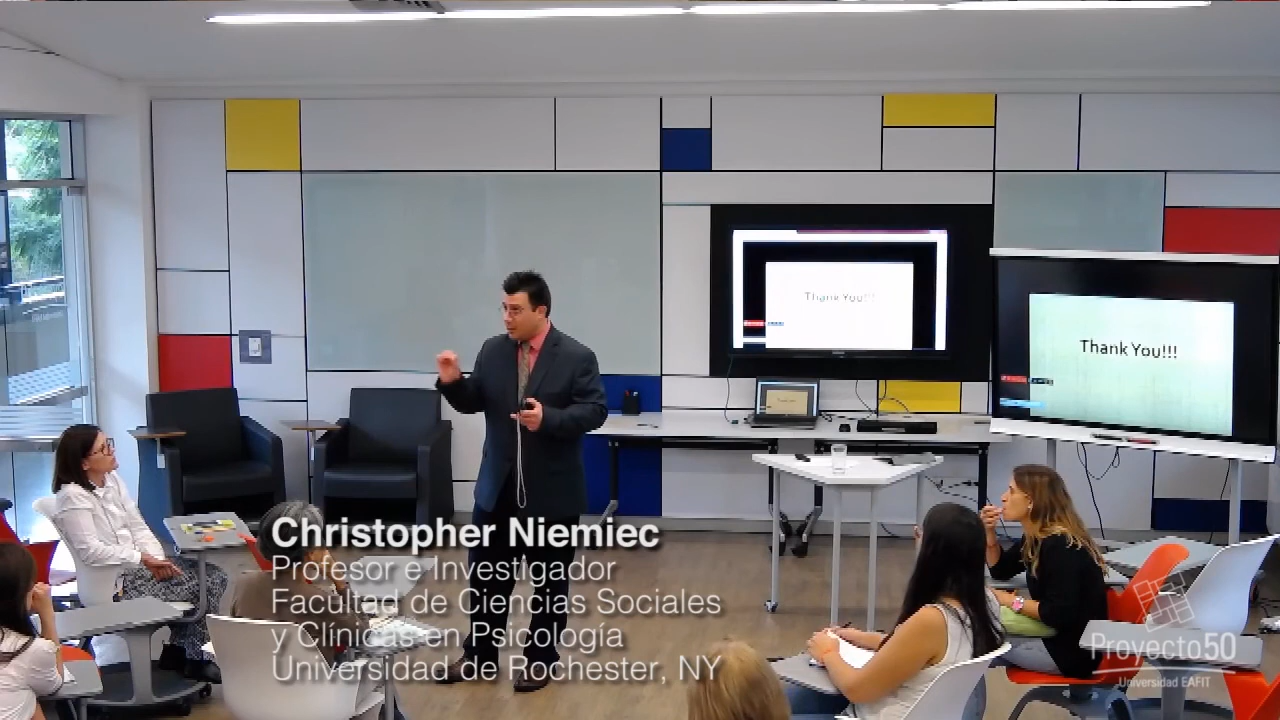 Thank You!!!
Thank You!!!
Christopher Niemiec
Profesor e Investigador
Facultad de Ciencias Sociales
y Clínicas en Psicología
Universidad de Rochester, NY
Proyecto50
Universidad EAFIT